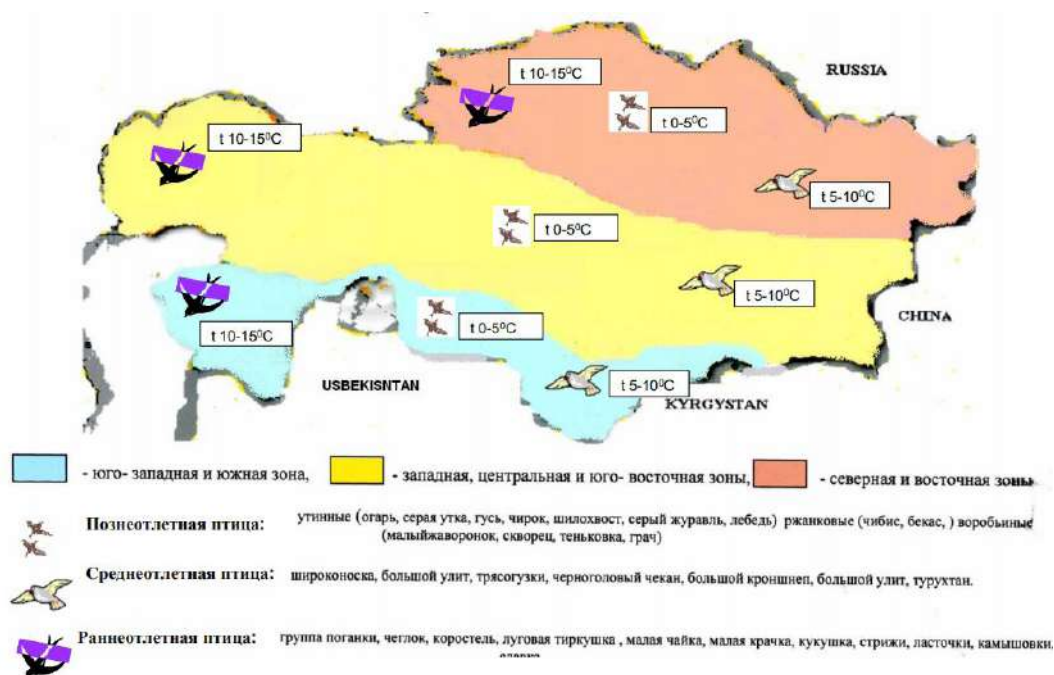 t 10-15⁰C
RUSSIA
t 0-5⁰C
t 10-15⁰C
t 5-10⁰C
t 0-5⁰C
t 5-10⁰C
CHINA
t 10-15⁰C
t 0-5⁰C
USBEKISNTAN
t 5-10⁰C
KYRGYSTAN
- юго- западная и южная зона,
- западная, центральная и юго- восточная зоны,
- северная и восточная зоны
Познеотлетная птица: утинные (огарь, серая утка, гусь, чирок, шилохвост, серый журавль, лебедь) ржанковые (чибис, бекас, ) воробьиные
(малыйжаворонок, скворец, теньковка, грач)
Среднеотлетная птица: широконоска, большой улит, трясогузки, черноголовый чекан, большой кроншнеп, большой улит, турухтан.
Раннеотлетная птица: группа поганки, чеглок, коростель, луговая тиркушка , малая чайка, малая крачка, кукушка, стрижи, ласточки, камышовки,